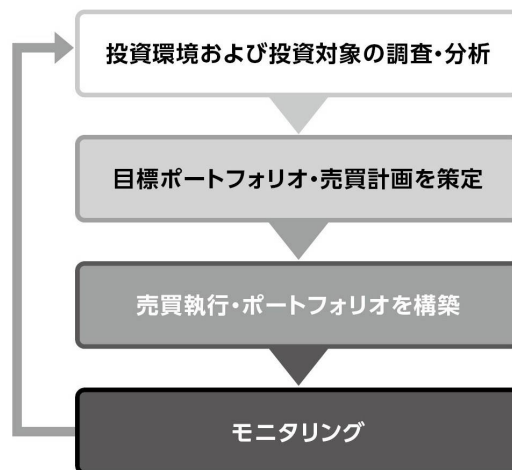 投資環境および投資対象の調査・分析
目標ポートフォリオ・売買計画を策定
売買執行・ポートフォリオを構築
モニタリング